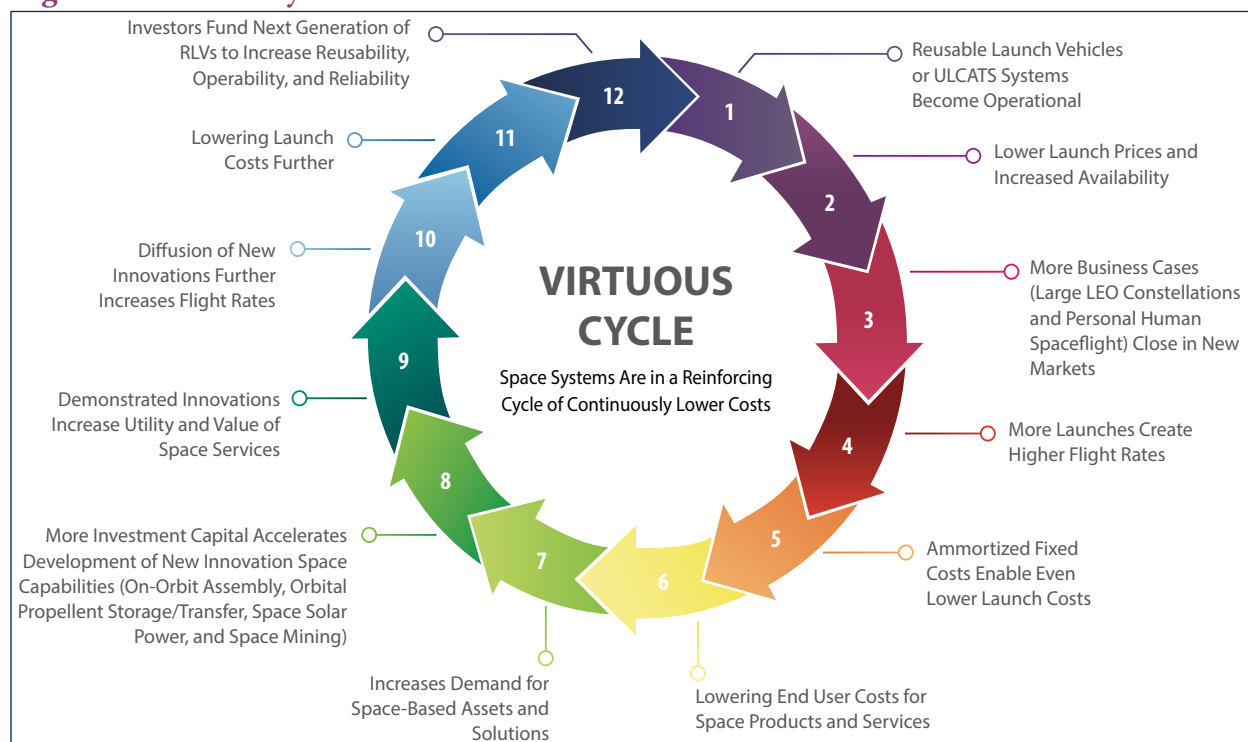 VIRTUOUS
CYCLE
Space Systems Are in a Reinforcing
Cycle of Continuously Lower Costs
1
Reusable Launch Vehicles
or ULCATS Systems
Become Operational
2
Lower Launch Prices and
Increased Availability
3
More Business Cases
(Large LEO Constellations
and Personal Human
Spaceflight) Close in New
Markets
4
More Launches Create
Higher Flight Rates
5
Ammortized Fixed
Costs Enable Even
Lower Launch Costs
6
Lowering End User Costs for
Space Products and Services
7
Increases Demand for
Space-Based Assets and
Solutions
8
More Investment Capital Accelerates
Development of New Innovation Space
Capabilities (On-Orbit Assembly, Orbital
Propellent Storage/Transfer, Space Solar
Power, and Space Mining)
9
Demonstrated Innovations
Increase Utility and Value of
Space Services
10
Diffusion of New
Innovations Further
Increases Flight Rates
11
Lowering Launch
Costs Further
12
Investors Fund Next Generation of
RLVs to Increase Reusability,
Operability, and Reliability